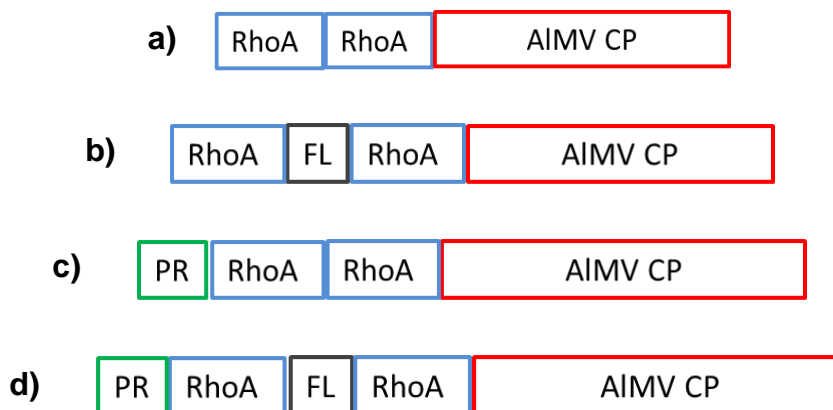 a) RhoA RhoA AlMV CP
b) RhoA FL RhoA AlMV CP
c) PR RhoA RhoA AlMV CP
d) PR RhoA FL RhoA AlMV CP